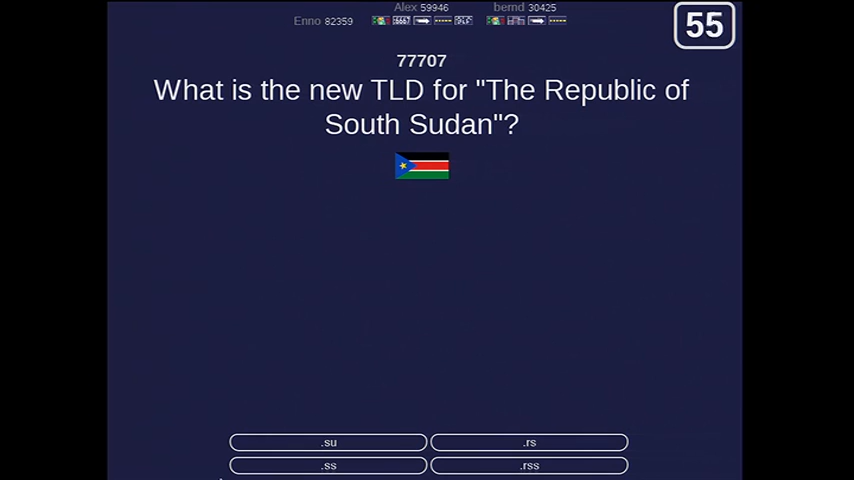 Alex 59946 bernd 30425
Enno 82359
55
77707
What is the new TLD for "The Republic of
South Sudan"?
.su .rs
.ss .rss